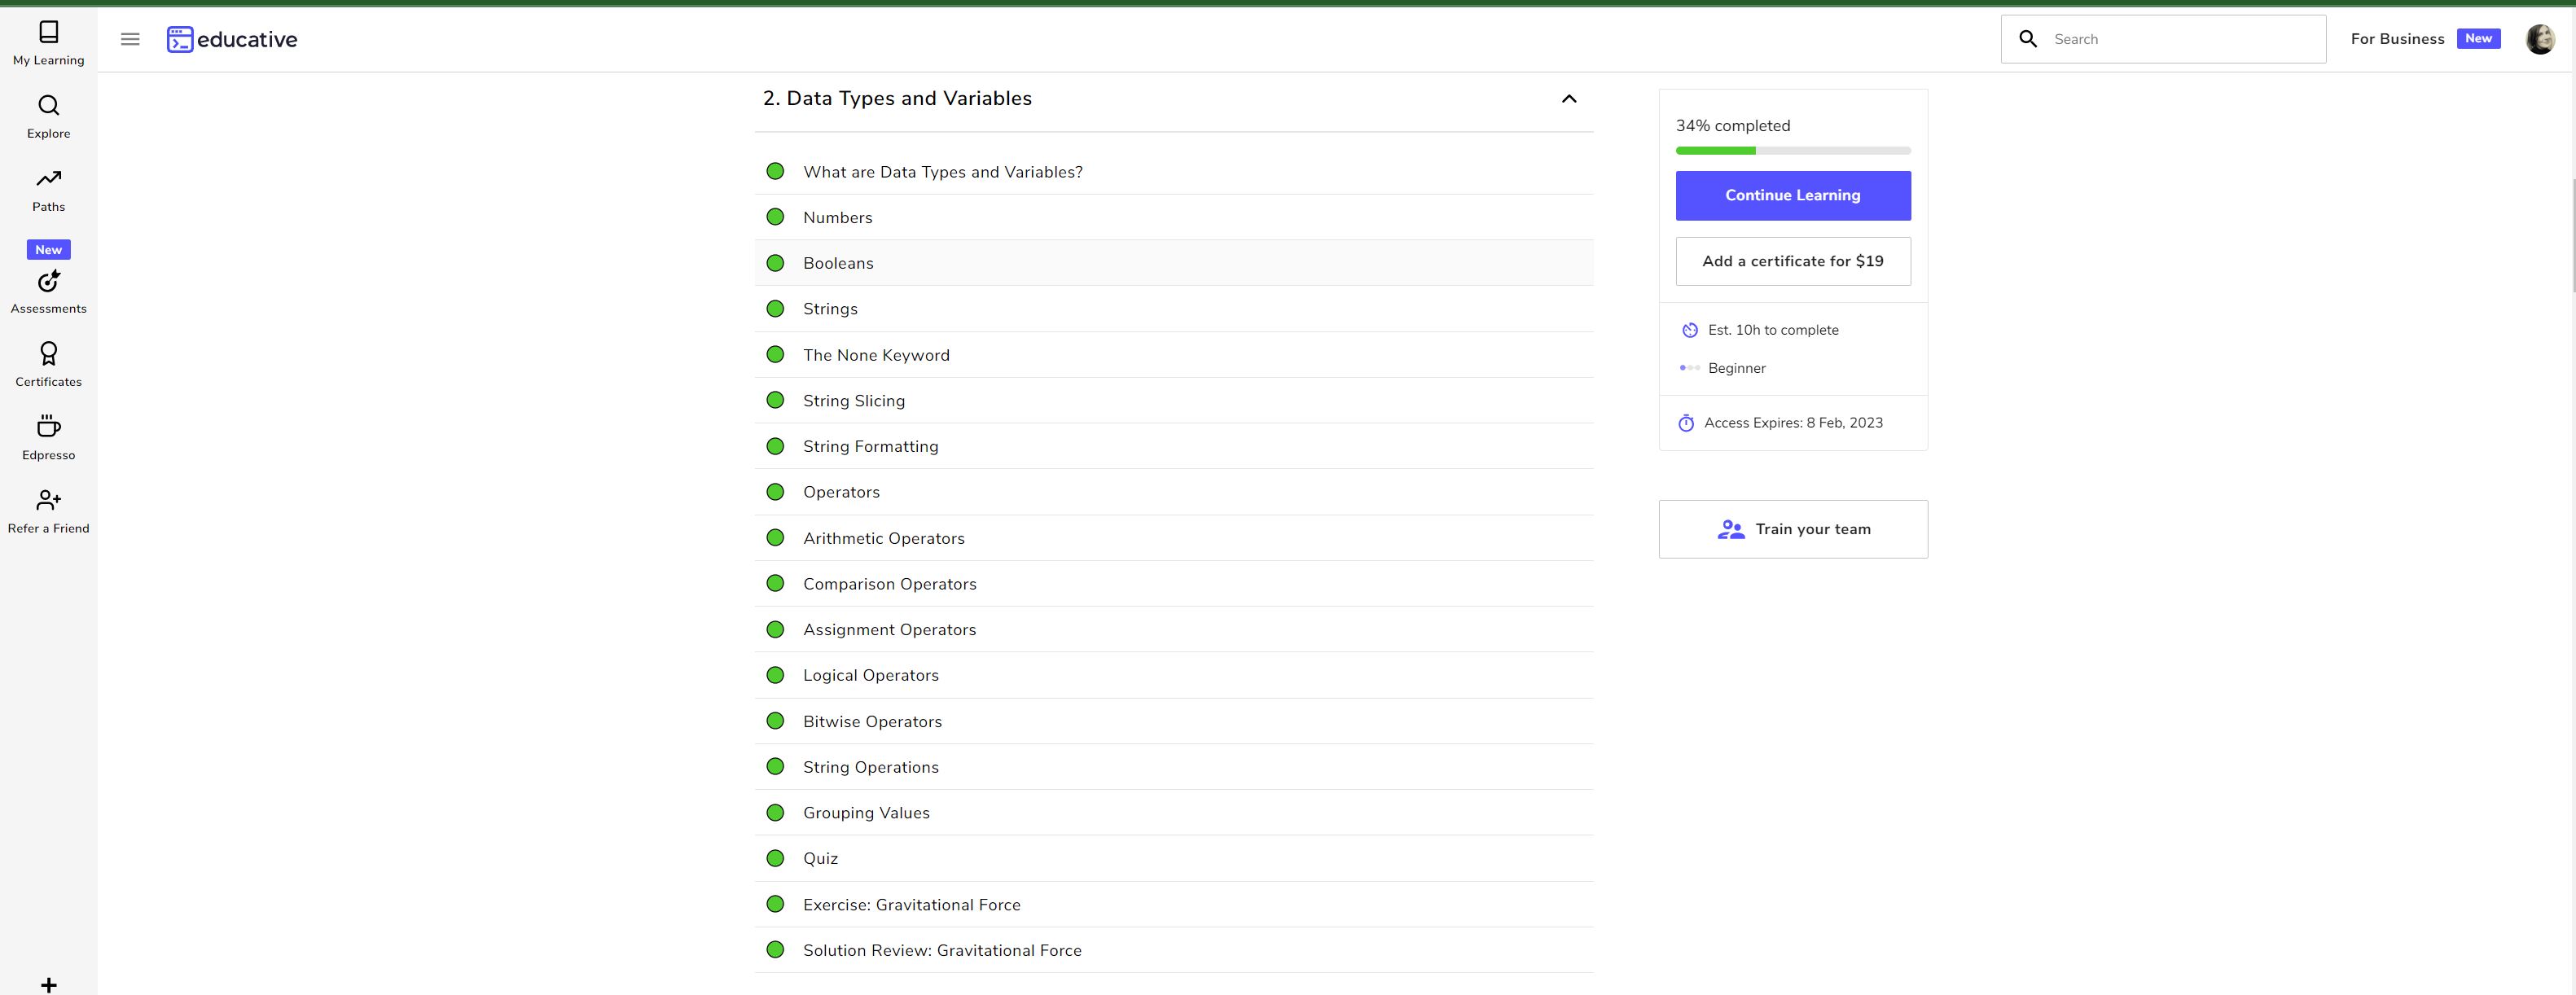 My Learning
Explore
Paths
New
Assessments
Certificates
Edpresso
Refer a Friend
educative
Search
For Business New
2. Data Types and Variables
What are Data Types and Variables?
Numbers
Booleans
Strings
The None Keyword
String Slicing
String Formatting
Operators
Arithmetic Operators
Comparison Operators
Assignment Operators
Logical Operators
Bitwise Operators
String Operations
Grouping Values
Quiz
Exercise: Gravitational Force
Solution Review: Gravitational Force
34% completed
Continue Learning
Add a certificate for $19
Est. 10h to complete
Beginner
Access Expires: 8 Feb, 2023
Train your team